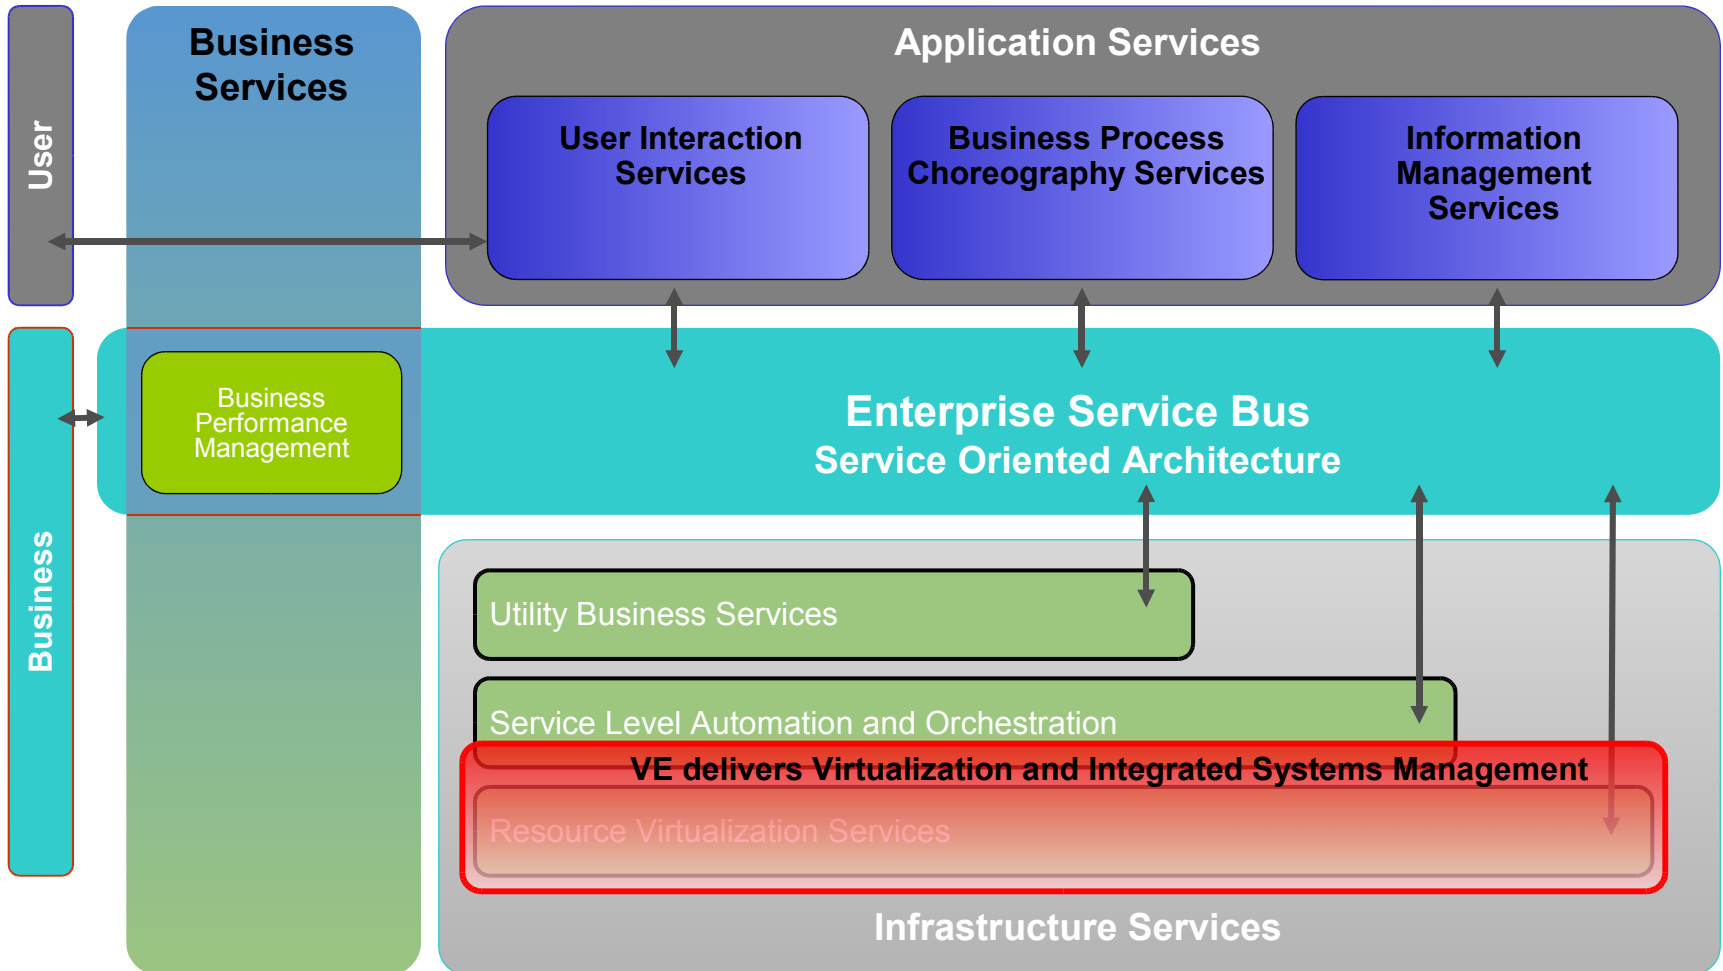 User
Business
Services
Application Services
User Interaction
Services
Business Process
Choreography Services
Information
Management
Services
Business
Business
Performance
Management
Enterprise Service Bus
Service Oriented Architecture
Utility Business Services
Service Level Automation and Orchestration
VE delivers Virtualization and Integrated Systems Management
Resource Virtualization Services
Infrastructure Services